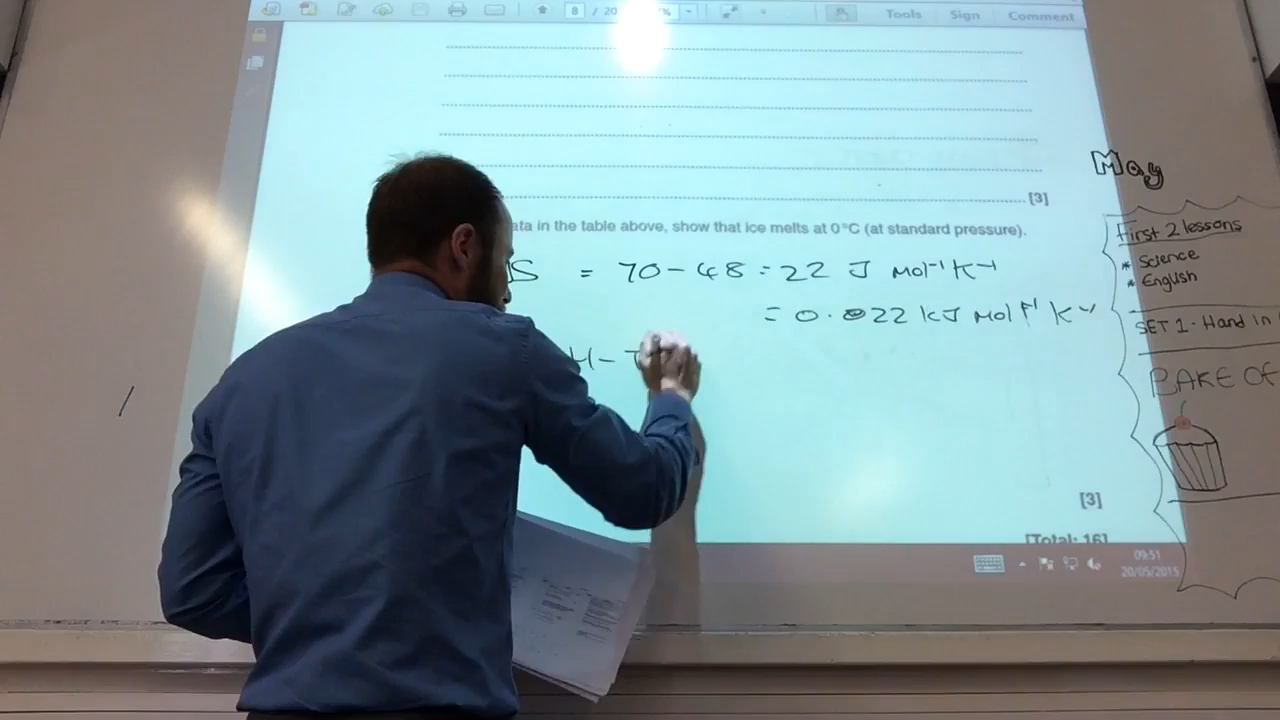 8 / 20 %
Tools Sign Comment
[3]
ata in the table above, show that ice melts at 0°C (at standard pressure).
S = 70 - 48 = 22 J mol⁻¹ K⁻¹
= 0.022 kJ mol⁻¹ K⁻¹
H - T
[3]
[Total: 16]
09:51
20/05/2015
May
First 2 lessons
* Science
* English
SET 1 - Hand in
BAKE OF